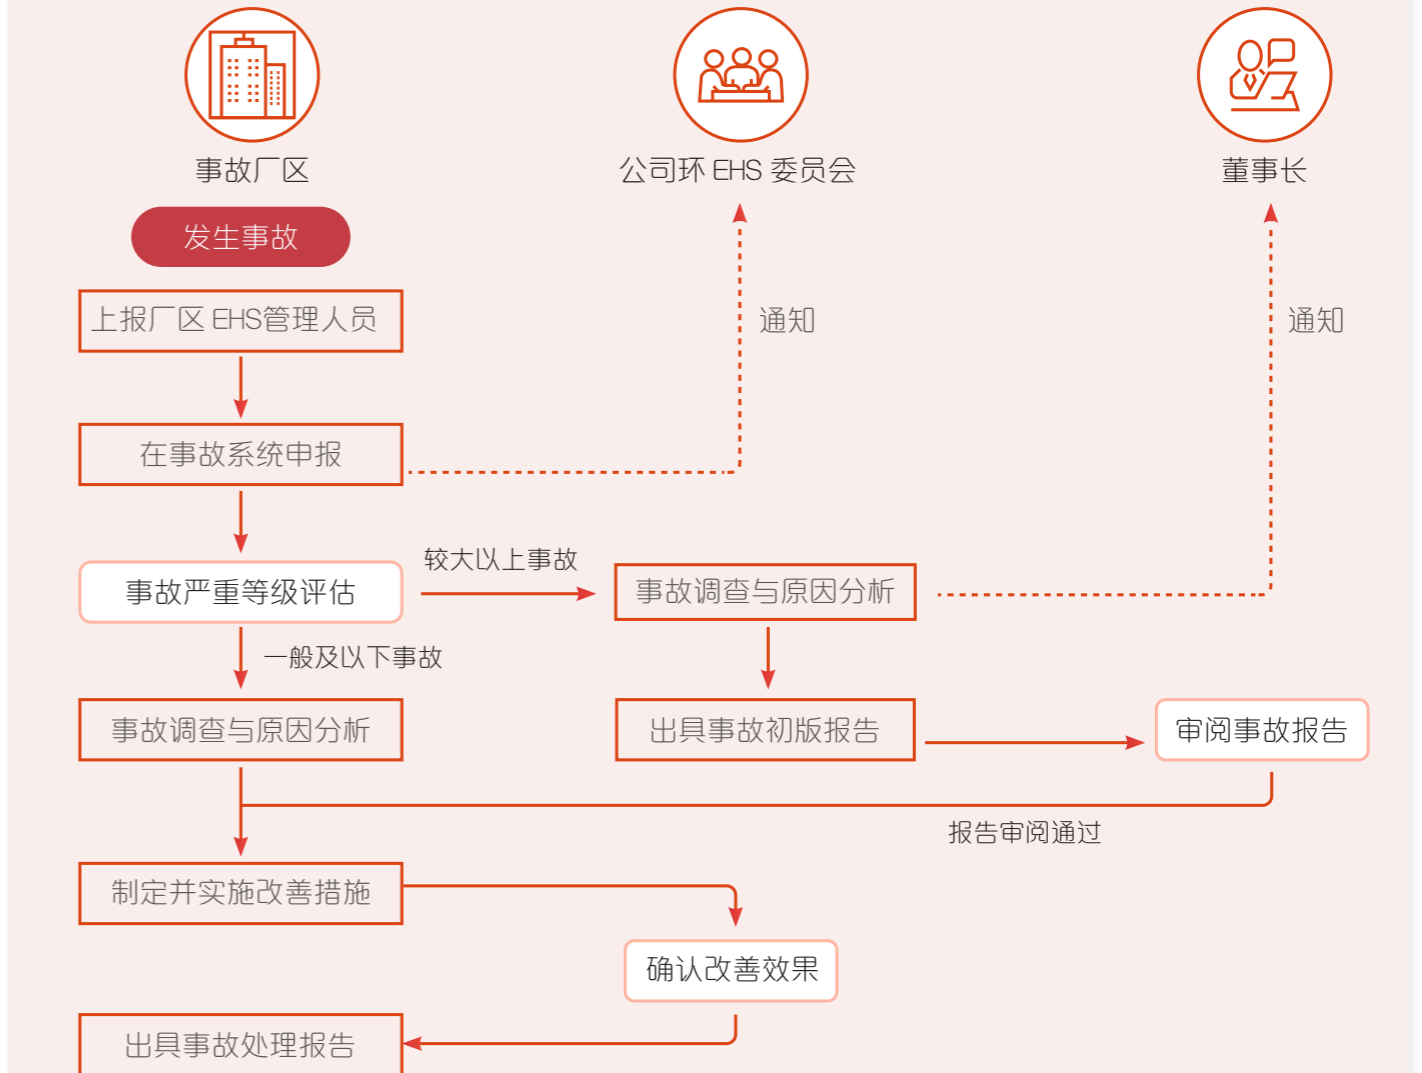 事故厂区
公司环 EHS 委员会
董事长
发生事故
上报厂区 EHS管理人员
通知
通知
在事故系统申报
较大以上事故
事故严重等级评估
事故调查与原因分析
一般及以下事故
事故调查与原因分析
出具事故初版报告
审阅事故报告
报告审阅通过
制定并实施改善措施
确认改善效果
出具事故处理报告